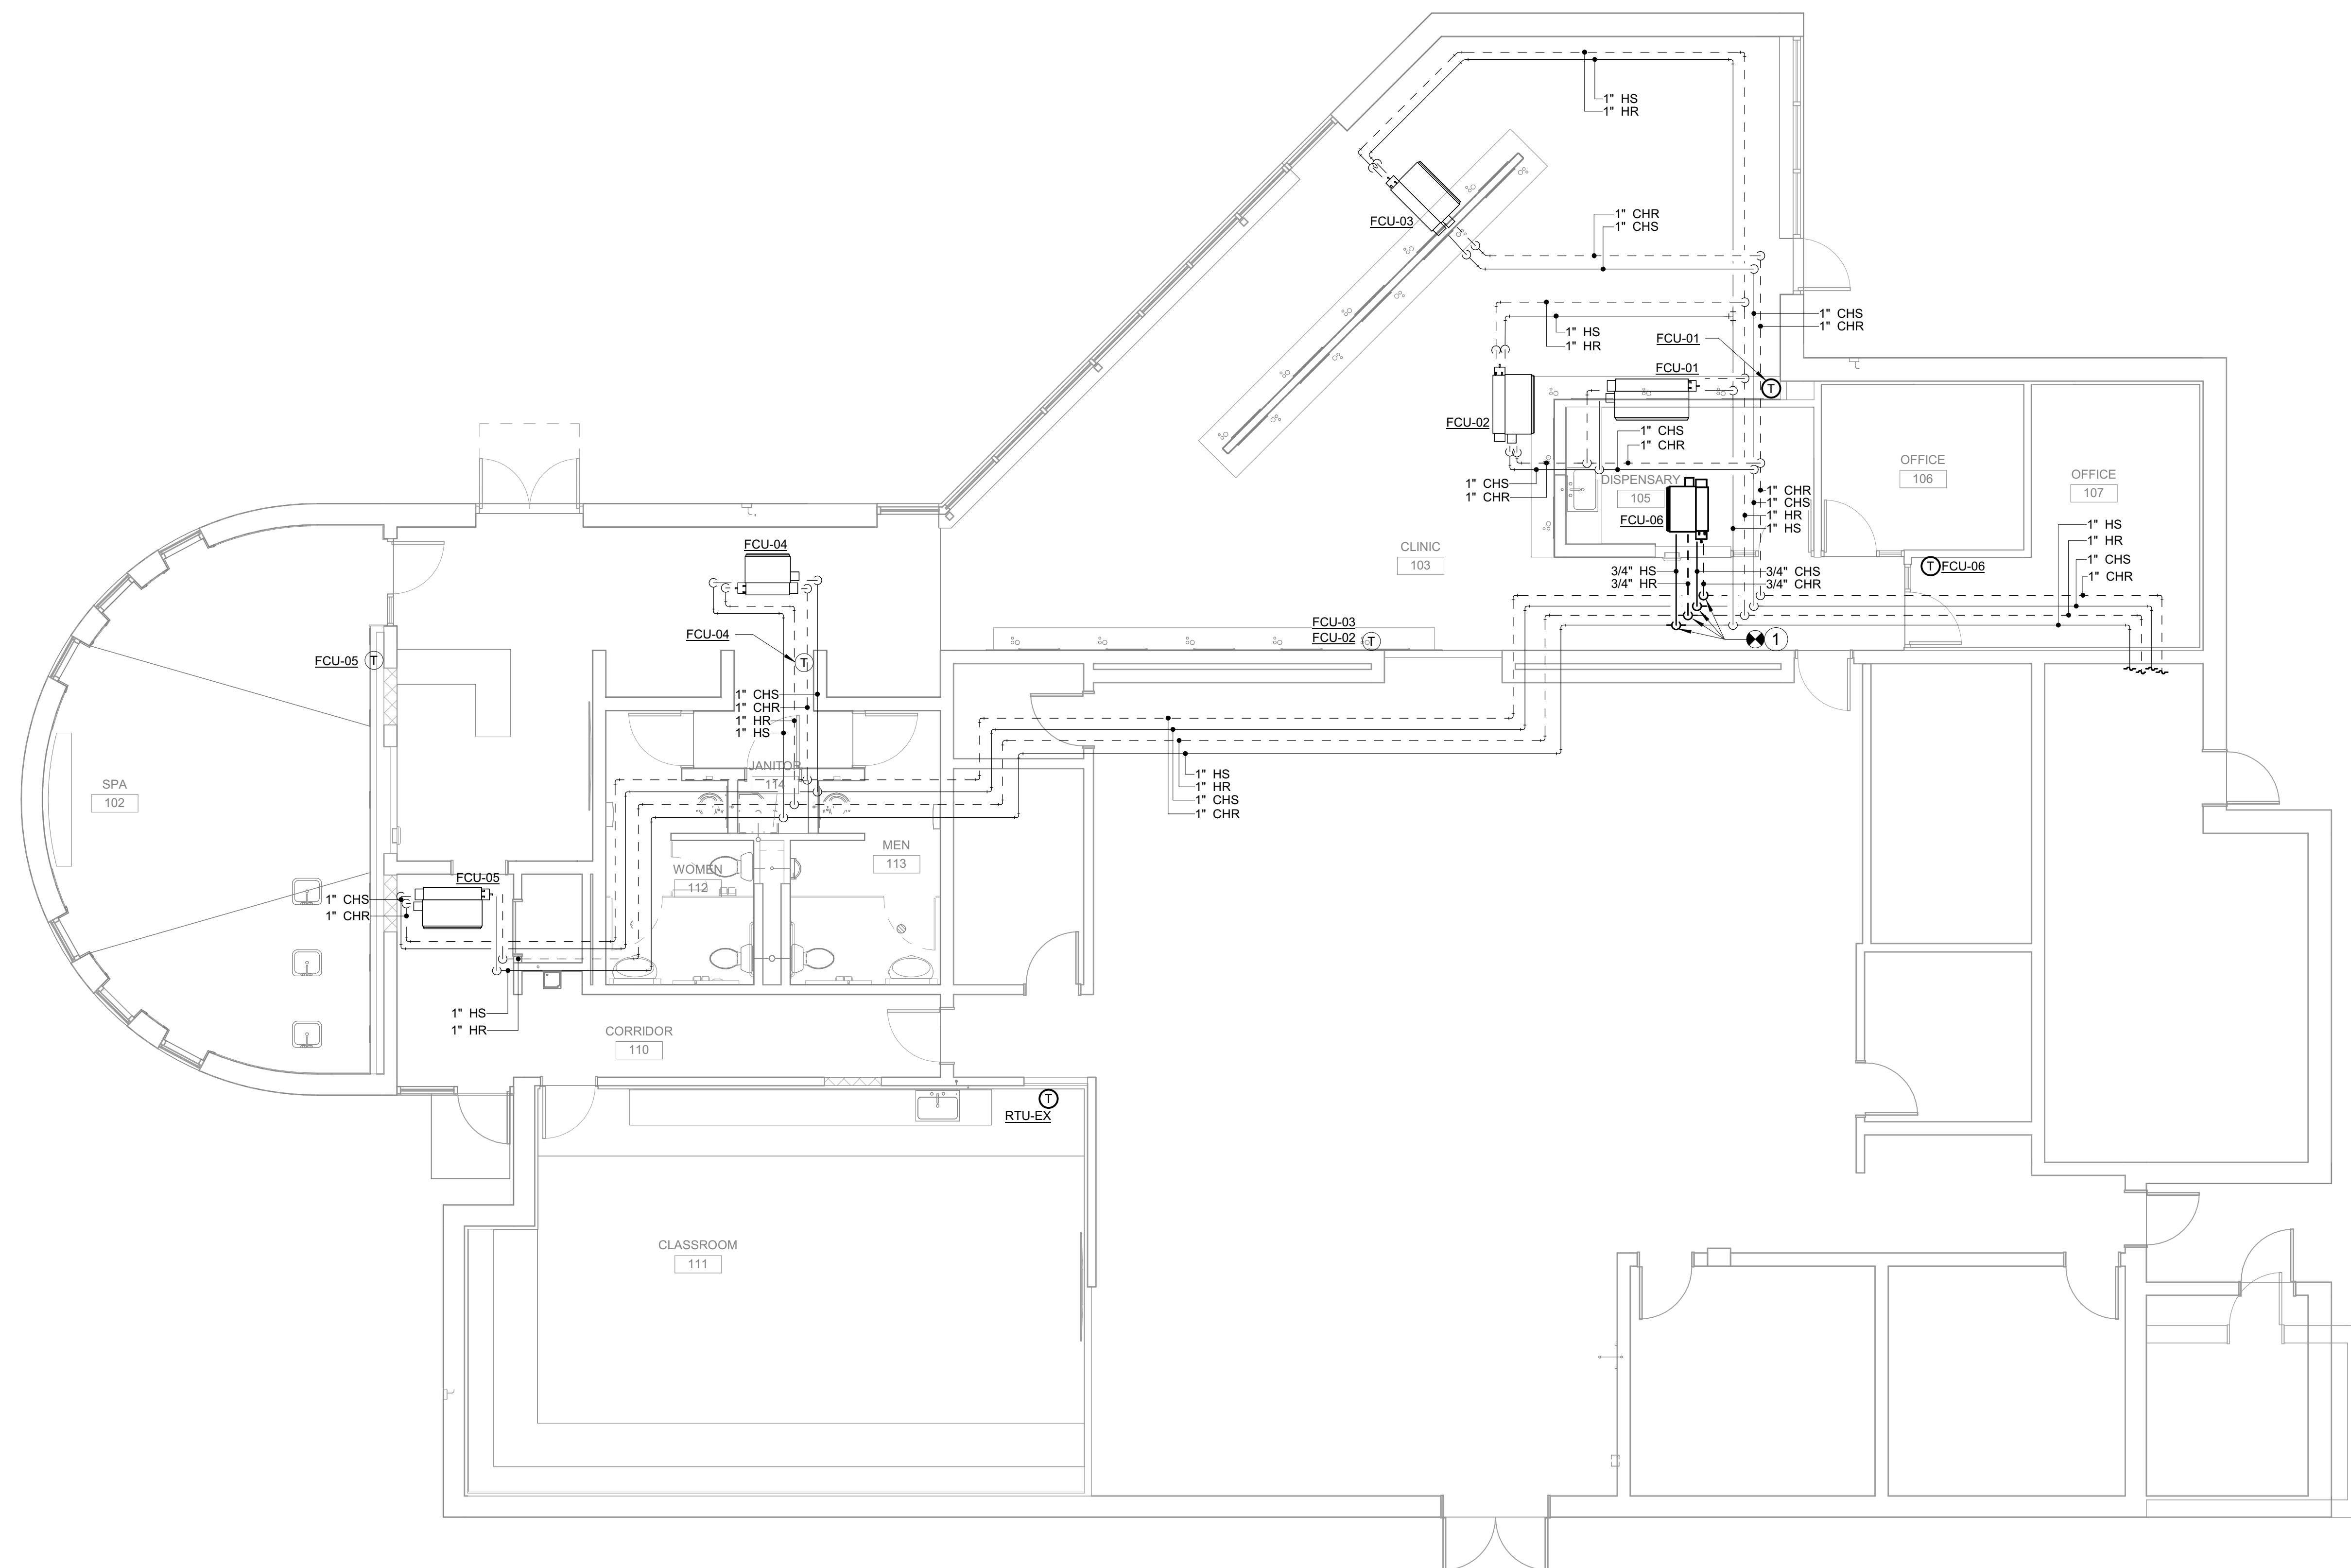 1" HS
1" HR
FCU-03
1" CHR
1" CHS
1" CHS
1" CHR
1" HS
1" HR
FCU-01
FCU-01
T
FCU-02
1" CHS
1" CHR
1" CHS
1" CHR
DISPENSARY
105
FCU-06
1" CHR
1" CHS
1" HR
1" HS
OFFICE
106
OFFICE
107
1" HS
1" HR
1" CHS
1" CHR
CLINIC
103
3/4" HS
3/4" HR
3/4" CHS
3/4" CHR
T FCU-06
1
FCU-03
FCU-02 T
FCU-04
FCU-04
T
FCU-05 T
1" CHS
1" CHR
1" HR
1" HS
JANITOR
114
1" HS
1" HR
1" CHS
1" CHR
SPA
102
MEN
113
WOMEN
112
FCU-05
1" CHS
1" CHR
1" HS
1" HR
CORRIDOR
110
T
RTU-EX
CLASSROOM
111